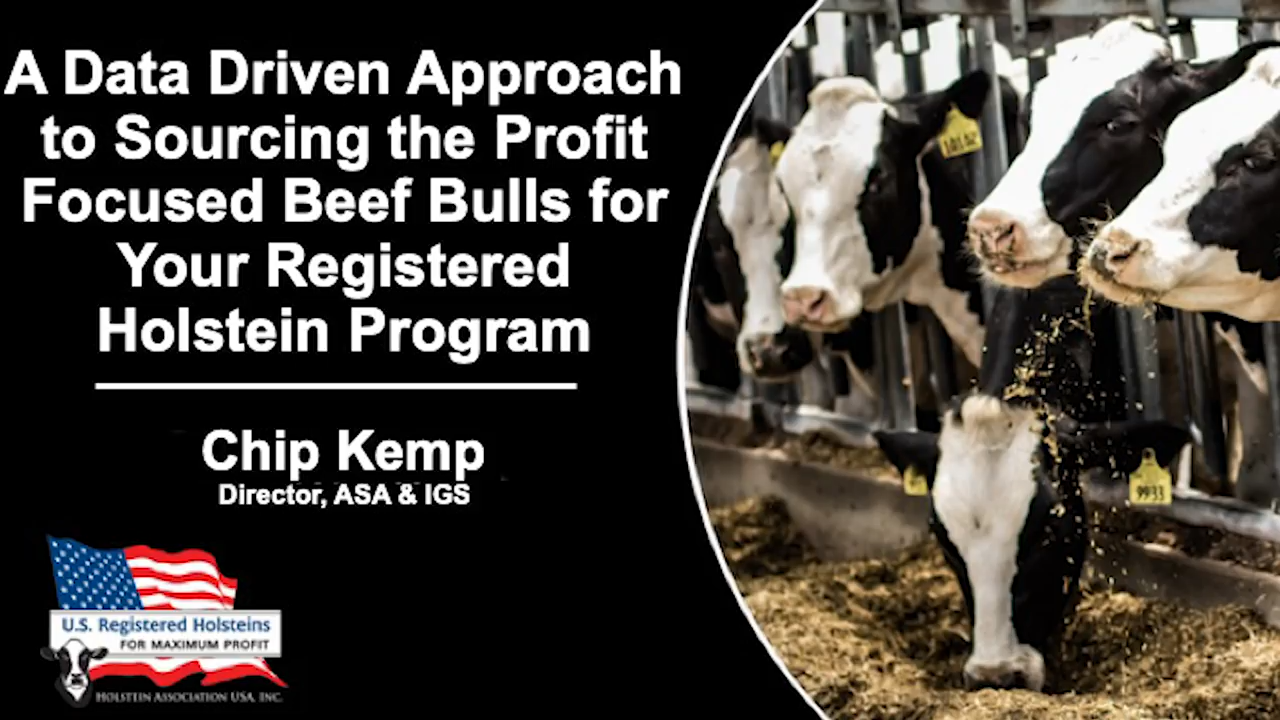 A Data Driven Approach
to Sourcing the Profit
Focused Beef Bulls for
Your Registered
Holstein Program
Chip Kemp
Director, ASA & IGS
U.S. Registered Holsteins
FOR MAXIMUM PROFIT
HOLSTEIN ASSOCIATION USA, INC.
9933